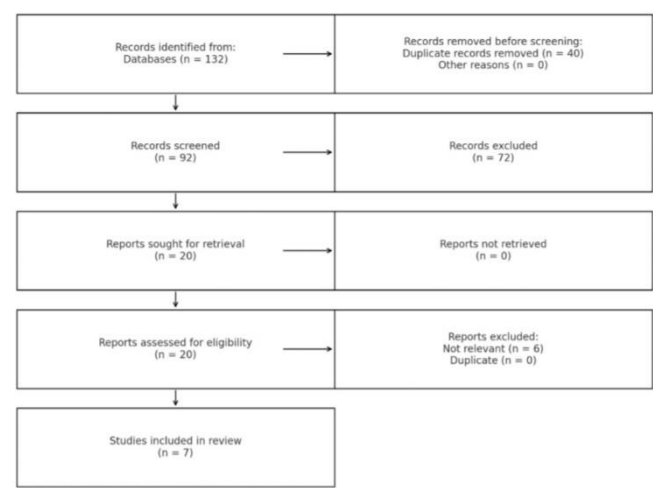 Records identified from:
Databases (n = 132)
Records removed before screening:
Duplicate records removed (n = 40)
Other reasons (n = 0)
Records screened
(n = 92)
Records excluded
(n = 72)
Reports sought for retrieval
(n = 20)
Reports not retrieved
(n = 0)
Reports assessed for eligibility
(n = 20)
Reports excluded:
Not relevant (n = 6)
Duplicate (n = 0)
Studies included in review
(n = 7)